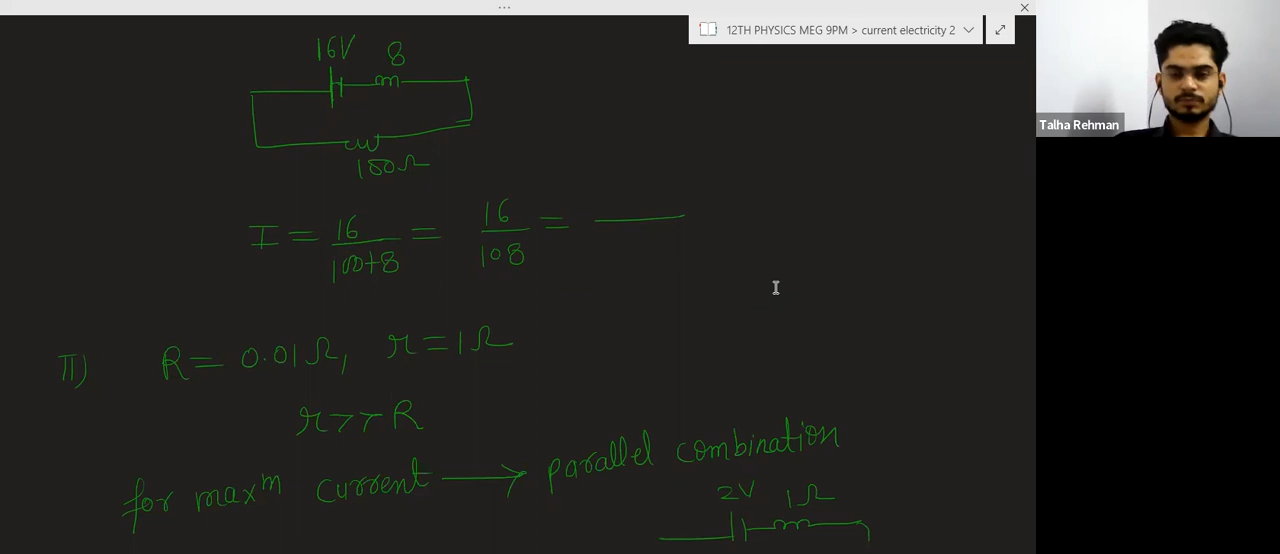 12TH PHYSICS MEG 9PM > current electricity 2
Talha Rehman
16V 8
100Ω
I = 16/(100+8) = 16/108 =
II) R = 0.01Ω, r = 1Ω
r >> R
for maxᵐ current ⟶ parallel combination
2V 1Ω